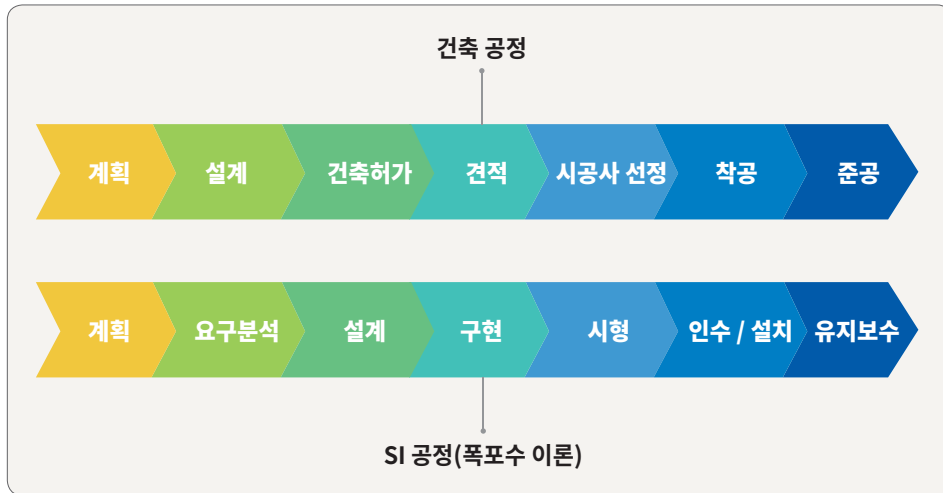 건축 공정
계획 설계 건축허가 견적 시공사 선정 착공 준공
계획 요구분석 설계 구현 시형 인수 / 설치 유지보수
SI 공정(폭포수 이론)